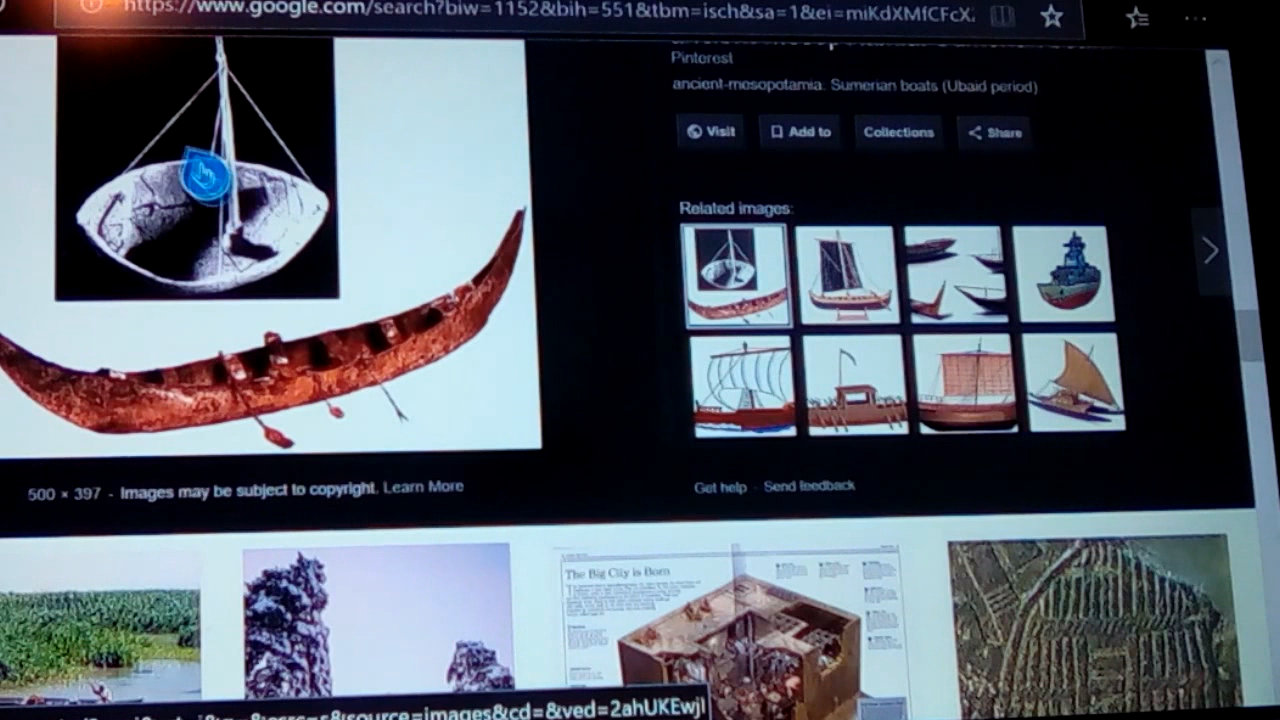 https://www.google.com/search?biw=1152&bih=551&tbm=isch&sa=1&ei=miKdXMfCFcX
Pinterest
ancient-mesopotamia: Sumerian boats (Ubaid period)
Visit
Add to
Collections
Share
Related images:
500 × 397 - Images may be subject to copyright. Learn More
Get help - Send feedback
The Big City is Born
source=images&cd=&ved=2ahUKEwjI